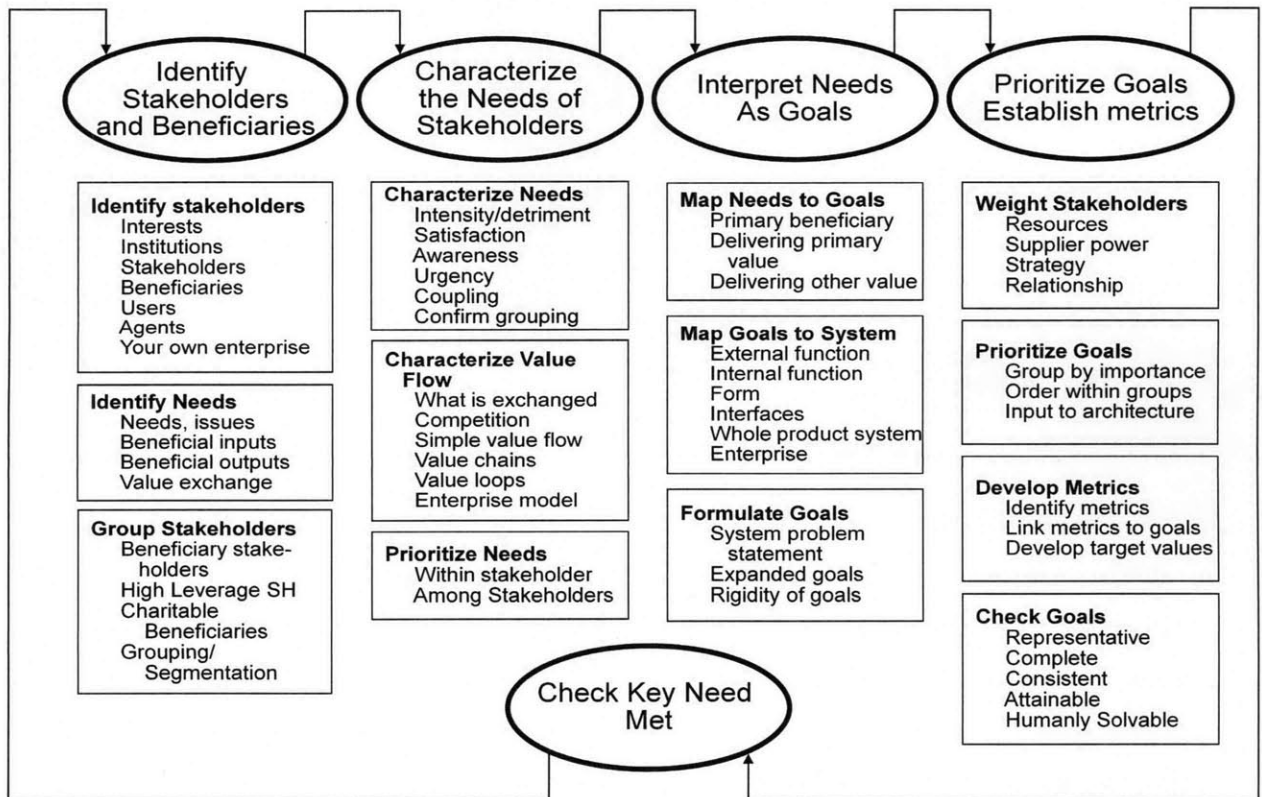 Identify
Stakeholders
and Beneficiaries
Characterize
the Needs of
Stakeholders
Interpret Needs
As Goals
Prioritize Goals
Establish metrics
Identify stakeholders
Interests
Institutions
Stakeholders
Beneficiaries
Users
Agents
Your own enterprise
Identify Needs
Needs, issues
Beneficial inputs
Beneficial outputs
Value exchange
Group Stakeholders
Beneficiary stake-
holders
High Leverage SH
Charitable
Beneficiaries
Grouping/
Segmentation
Characterize Needs
Intensity/detriment
Satisfaction
Awareness
Urgency
Coupling
Confirm grouping
Characterize Value
Flow
What is exchanged
Competition
Simple value flow
Value chains
Value loops
Enterprise model
Prioritize Needs
Within stakeholder
Among Stakeholders
Map Needs to Goals
Primary beneficiary
Delivering primary
value
Delivering other value
Map Goals to System
External function
Internal function
Form
Interfaces
Whole product system
Enterprise
Formulate Goals
System problem
statement
Expanded goals
Rigidity of goals
Weight Stakeholders
Resources
Supplier power
Strategy
Relationship
Prioritize Goals
Group by importance
Order within groups
Input to architecture
Develop Metrics
Identify metrics
Link metrics to goals
Develop target values
Check Goals
Representative
Complete
Consistent
Attainable
Humanly Solvable
Check Key Need
Met